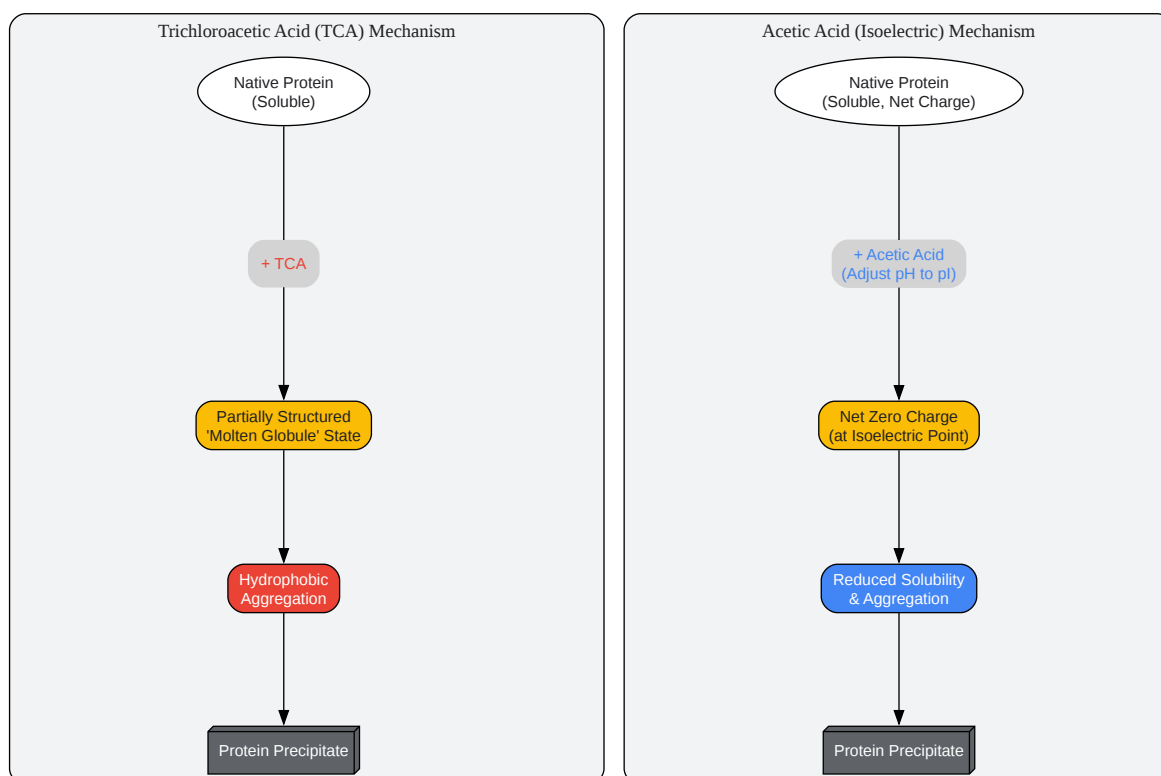 Trichloroacetic Acid (TCA) Mechanism
Native Protein
(Soluble)
+ TCA
Partially Structured
'Molten Globule' State
Hydrophobic
Aggregation
Protein Precipitate
Acetic Acid (Isoelectric) Mechanism
Native Protein
(Soluble, Net Charge)
+ Acetic Acid
(Adjust pH to pI)
Net Zero Charge
(at Isoelectric Point)
Reduced Solubility
& Aggregation
Protein Precipitate